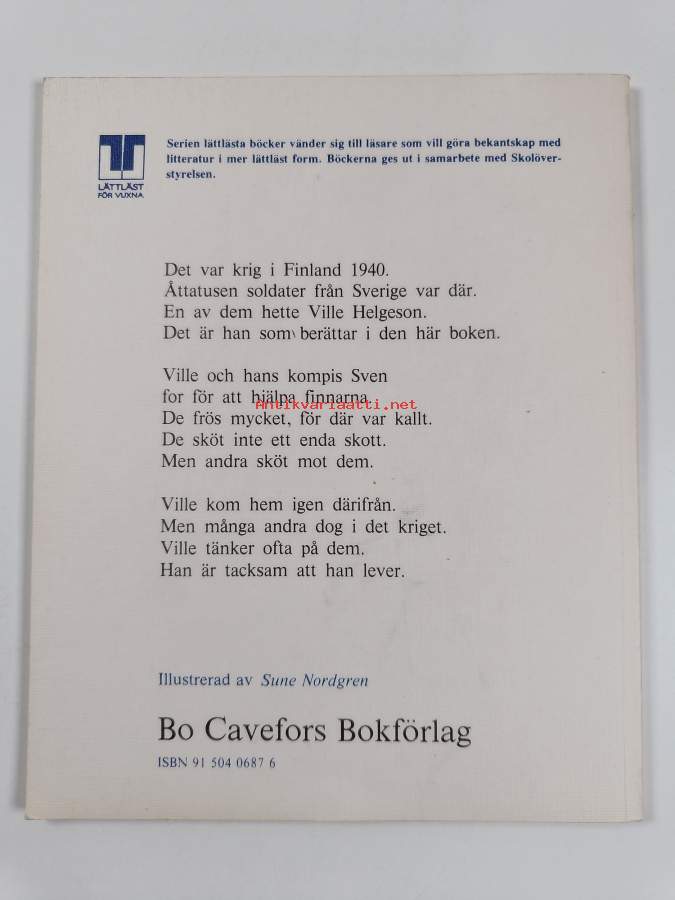 Serien lättlästa böcker vänder sig till läsare som vill göra bekantskap med
litteratur i mer lättläst form. Böckerna ges ut i samarbete med Skolöver-
styrelsen.
LÄTTLÄST
FÖR VUXNA
Det var krig i Finland 1940.
Åttatusen soldater från Sverige var där.
En av dem hette Ville Helgeson.
Det är han som berättar i den här boken.
Ville och hans kompis Sven
for för att hjälpa finnarna.
Antikvariaatti.net
De frös mycket, för där var kallt.
De sköt inte ett enda skott.
Men andra sköt mot dem.
Ville kom hem igen därifrån.
Men många andra dog i det kriget.
Ville tänker ofta på dem.
Han är tacksam att han lever.
Illustrerad av Sune Nordgren
Bo Cavefors Bokförlag
ISBN 91 504 0687 6